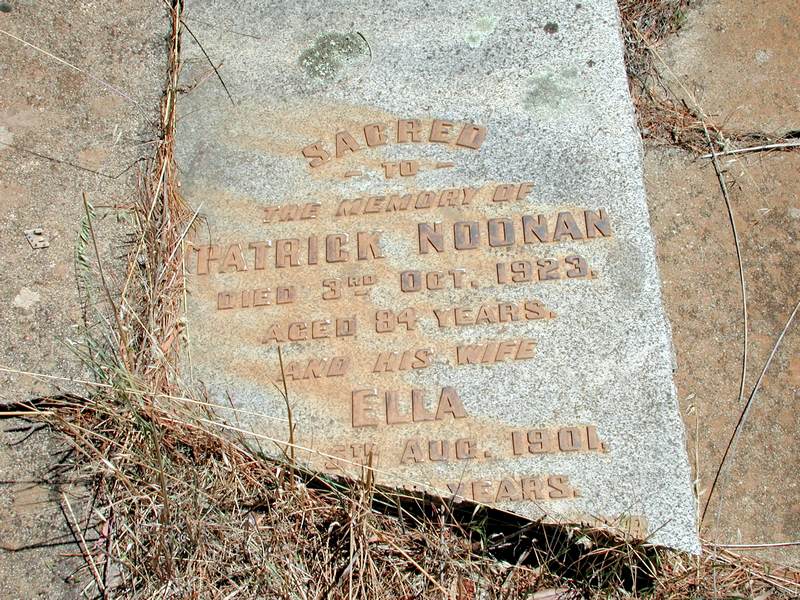 SACRED
- TO -
THE MEMORY OF
PATRICK NOONAN
DIED 3RD OCT. 1923.
AGED 84 YEARS.
AND HIS WIFE
ELLA
TH AUG. 1901.
YEARS.